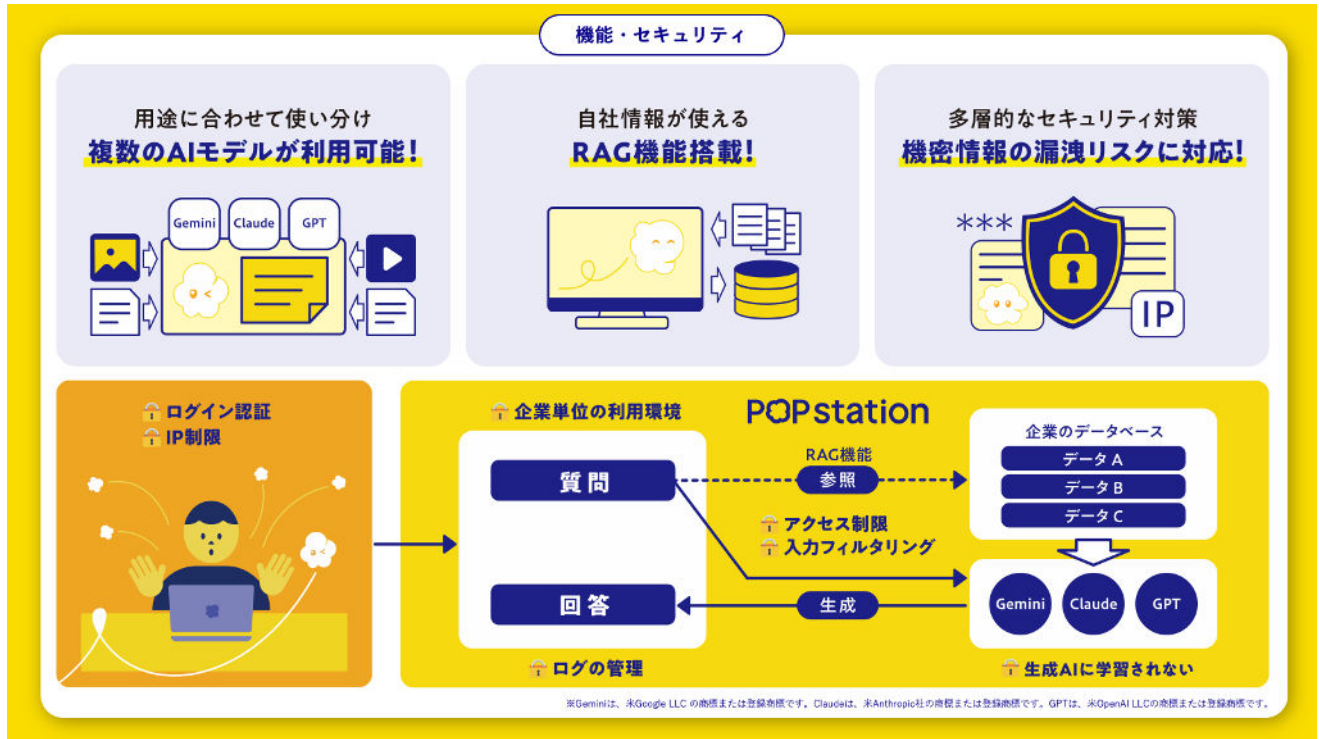 機能・セキュリティ
用途に合わせて使い分け
複数のAIモデルが利用可能!
Gemini
Claude
GPT
自社情報が使える
RAG機能搭載!
多層的なセキュリティ対策
機密情報の漏洩リスクに対応!
***
IP
ログイン認証
IP制限
企業単位の利用環境
質問
回答
ログの管理
POPstation
RAG機能
参照
アクセス制限
入力フィルタリング
生成
企業のデータベース
データ A
データ B
データ C
Gemini
Claude
GPT
生成AIに学習されない
※Geminiは、米Google LLC の商標または登録商標です。Claudeは、米Anthropic社の商標または登録商標です。GPTは、米OpenAI LLCの商標または登録商標です。